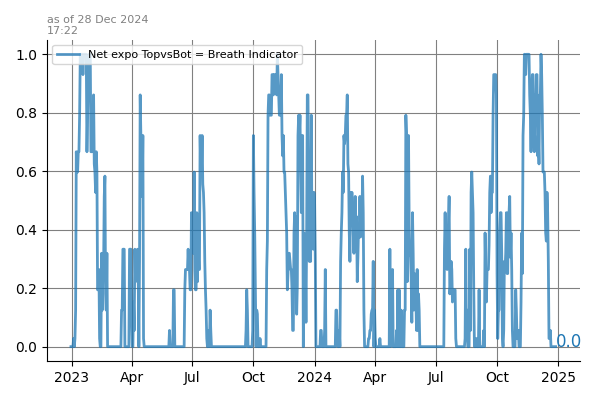 as of 28 Dec 2024
17:22
Net expo TopvsBot = Breath Indicator
1.0
0.8
0.6
0.4
0.2
0.0
0.0
2023 Apr Jul Oct 2024 Apr Jul Oct 2025